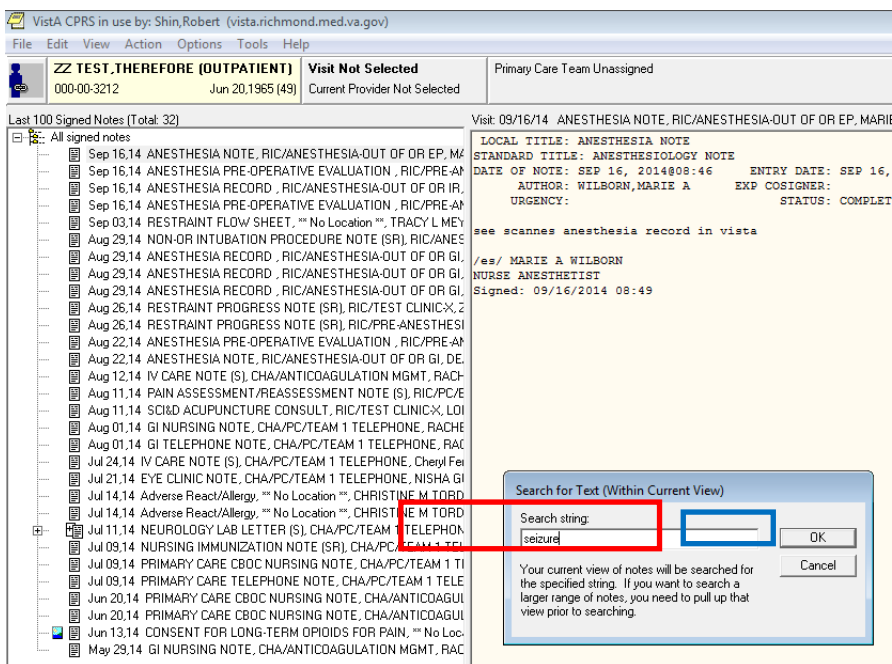 VistA CPRS in use by: Shin,Robert (vista.richmond.med.va.gov)
File Edit View Action Options Tools Help
ZZ TEST,THEREFORE (OUTPATIENT) Visit Not Selected Primary Care Team Unassigned
000-00-3212 Jun 20,1965 (49) Current Provider Not Selected
Last 100 Signed Notes (Total: 32)
All signed notes
Sep 16,14 ANESTHESIA NOTE, RIC/ANESTHESIA-OUT OF OR EP, MA
Sep 16,14 ANESTHESIA PRE-OPERATIVE EVALUATION , RIC/PRE-AN
Sep 16,14 ANESTHESIA RECORD , RIC/ANESTHESIA-OUT OF OR IR,
Sep 16,14 ANESTHESIA PRE-OPERATIVE EVALUATION , RIC/PRE-AN
Sep 03,14 RESTRAINT FLOW SHEET, ** No Location **, TRACY L MEY
Aug 29,14 NON-OR INTUBATION PROCEDURE NOTE (SR), RIC/ANES
Aug 29,14 ANESTHESIA RECORD , RIC/ANESTHESIA-OUT OF OR GI,
Aug 29,14 ANESTHESIA RECORD , RIC/ANESTHESIA-OUT OF OR GI,
Aug 29,14 ANESTHESIA RECORD , RIC/ANESTHESIA-OUT OF OR GI,
Aug 26,14 RESTRAINT PROGRESS NOTE (SR), RIC/TEST CLINIC-X, Z
Aug 26,14 RESTRAINT PROGRESS NOTE (SR), RIC/PRE-ANESTHESI
Aug 22,14 ANESTHESIA PRE-OPERATIVE EVALUATION , RIC/PRE-AN
Aug 22,14 ANESTHESIA NOTE, RIC/ANESTHESIA-OUT OF OR GI, DE
Aug 12,14 IV CARE NOTE (S), CHA/ANTICOAGULATION MGMT, RACH
Aug 11,14 PAIN ASSESSMENT/REASSESSMENT NOTE (S), RIC/PC/E
Aug 11,14 SCI&D ACUPUNCTURE CONSULT, RIC/TEST CLINIC-X, LOI
Aug 01,14 GI NURSING NOTE, CHA/PC/TEAM 1 TELEPHONE, RACHE
Aug 01,14 GI TELEPHONE NOTE, CHA/PC/TEAM 1 TELEPHONE, RAC
Jul 24,14 IV CARE NOTE (S), CHA/PC/TEAM 1 TELEPHONE, Cheryl Fer
Jul 21,14 EYE CLINIC NOTE, CHA/PC/TEAM 1 TELEPHONE, NISHA GI
Jul 14,14 Adverse React/Allergy, ** No Location **, CHRISTINE M TORD
Jul 14,14 Adverse React/Allergy, ** No Location **, CHRISTINE M TORD
Jul 11,14 NEUROLOGY LAB LETTER (S), CHA/PC/TEAM 1 TELEPHON
Jul 09,14 NURSING IMMUNIZATION NOTE (SR), CHA/PC/TEAM 1 TEL
Jul 09,14 PRIMARY CARE CBOC NURSING NOTE, CHA/PC/TEAM 1 TI
Jul 09,14 PRIMARY CARE TELEPHONE NOTE, CHA/PC/TEAM 1 TELE
Jun 20,14 PRIMARY CARE CBOC NURSING NOTE, CHA/ANTICOAGUL
Jun 20,14 PRIMARY CARE CBOC NURSING NOTE, CHA/ANTICOAGUL
Jun 13,14 CONSENT FOR LONG-TERM OPIOIDS FOR PAIN, ** No Loc
May 29,14 GI NURSING NOTE, CHA/ANTICOAGULATION MGMT, RAC
Visit: 09/16/14 ANESTHESIA NOTE, RIC/ANESTHESIA-OUT OF OR EP, MARIE
LOCAL TITLE: ANESTHESIA NOTE
STANDARD TITLE: ANESTHESIOLOGY NOTE
DATE OF NOTE: SEP 16, 2014@08:46 ENTRY DATE: SEP 16,
AUTHOR: WILBORN,MARIE A EXP COSIGNER:
URGENCY: STATUS: COMPLET
see scannes anesthesia record in vista
/es/ MARIE A WILBORN
NURSE ANESTHETIST
Signed: 09/16/2014 08:49
Search for Text (Within Current View)
Search string:
seizure
OK
Cancel
Your current view of notes will be searched for
the specified string. If you want to search a
larger range of notes, you need to pull up that
view prior to searching.